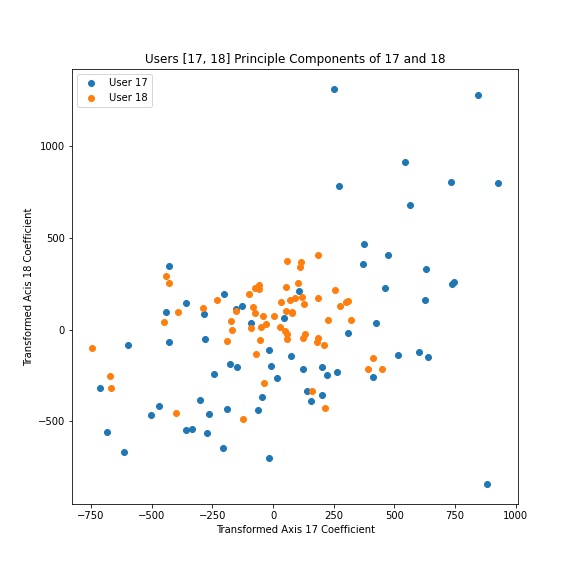 Users [17, 18] Principle Components of 17 and 18
User 17
User 18
1000
500
0
−500
Transformed Acis 18 Coefficient
−750
−500
−250
0
250
500
750
1000
Transformed Axis 17 Coefficient